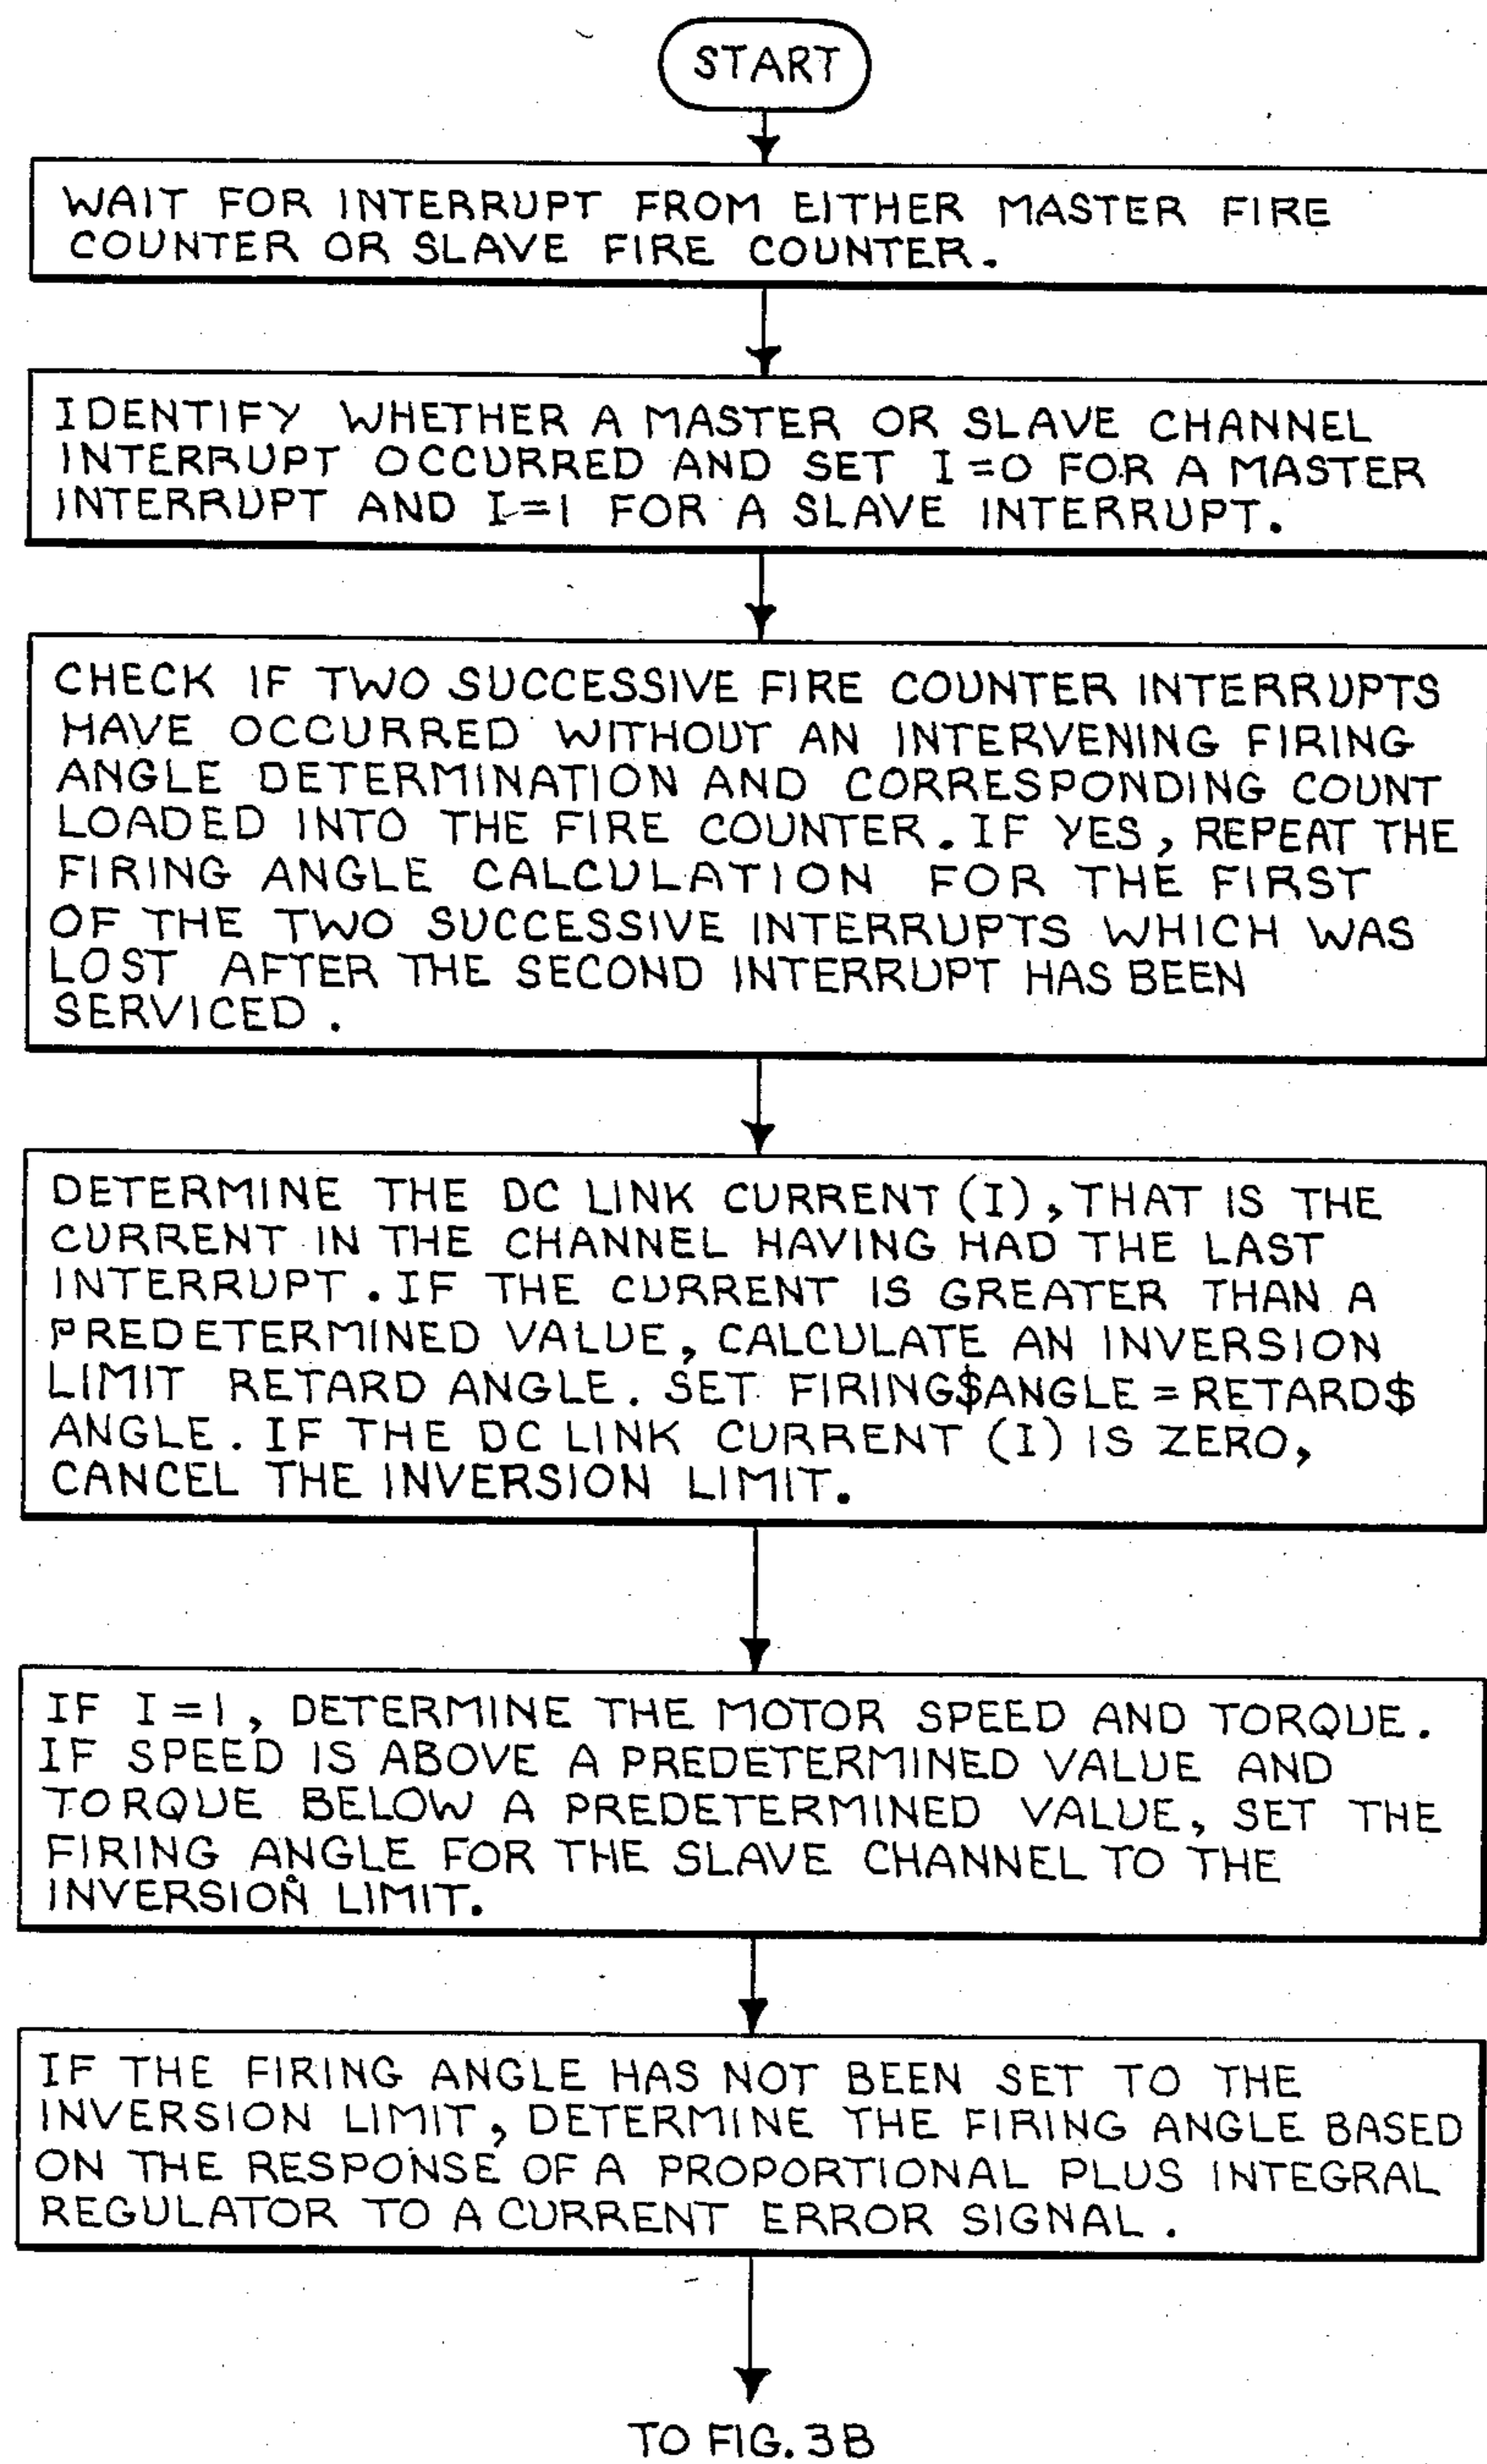 START
WAIT FOR INTERRUPT FROM EITHER MASTER FIRE
COUNTER OR SLAVE FIRE COUNTER.
IDENTIFY WHETHER A MASTER OR SLAVE CHANNEL
INTERRUPT OCCURRED AND SET I=0 FOR A MASTER
INTERRUPT AND I=1 FOR A SLAVE INTERRUPT.
CHECK IF TWO SUCCESSIVE FIRE COUNTER INTERRUPTS
HAVE OCCURRED WITHOUT AN INTERVENING FIRING
ANGLE DETERMINATION AND CORRESPONDING COUNT
LOADED INTO THE FIRE COUNTER. IF YES, REPEAT THE
FIRING ANGLE CALCULATION FOR THE FIRST
OF THE TWO SUCCESSIVE INTERRUPTS WHICH WAS
LOST AFTER THE SECOND INTERRUPT HAS BEEN
SERVICED.
DETERMINE THE DC LINK CURRENT (I), THAT IS THE
CURRENT IN THE CHANNEL HAVING HAD THE LAST
INTERRUPT. IF THE CURRENT IS GREATER THAN A
PREDETERMINED VALUE, CALCULATE AN INVERSION
LIMIT RETARD ANGLE. SET FIRING$ANGLE = RETARD$
ANGLE. IF THE DC LINK CURRENT (I) IS ZERO,
CANCEL THE INVERSION LIMIT.
IF I=1, DETERMINE THE MOTOR SPEED AND TORQUE.
IF SPEED IS ABOVE A PREDETERMINED VALUE AND
TORQUE BELOW A PREDETERMINED VALUE, SET THE
FIRING ANGLE FOR THE SLAVE CHANNEL TO THE
INVERSION LIMIT.
IF THE FIRING ANGLE HAS NOT BEEN SET TO THE
INVERSION LIMIT, DETERMINE THE FIRING ANGLE BASED
ON THE RESPONSE OF A PROPORTIONAL PLUS INTEGRAL
REGULATOR TO A CURRENT ERROR SIGNAL.
TO FIG. 3B